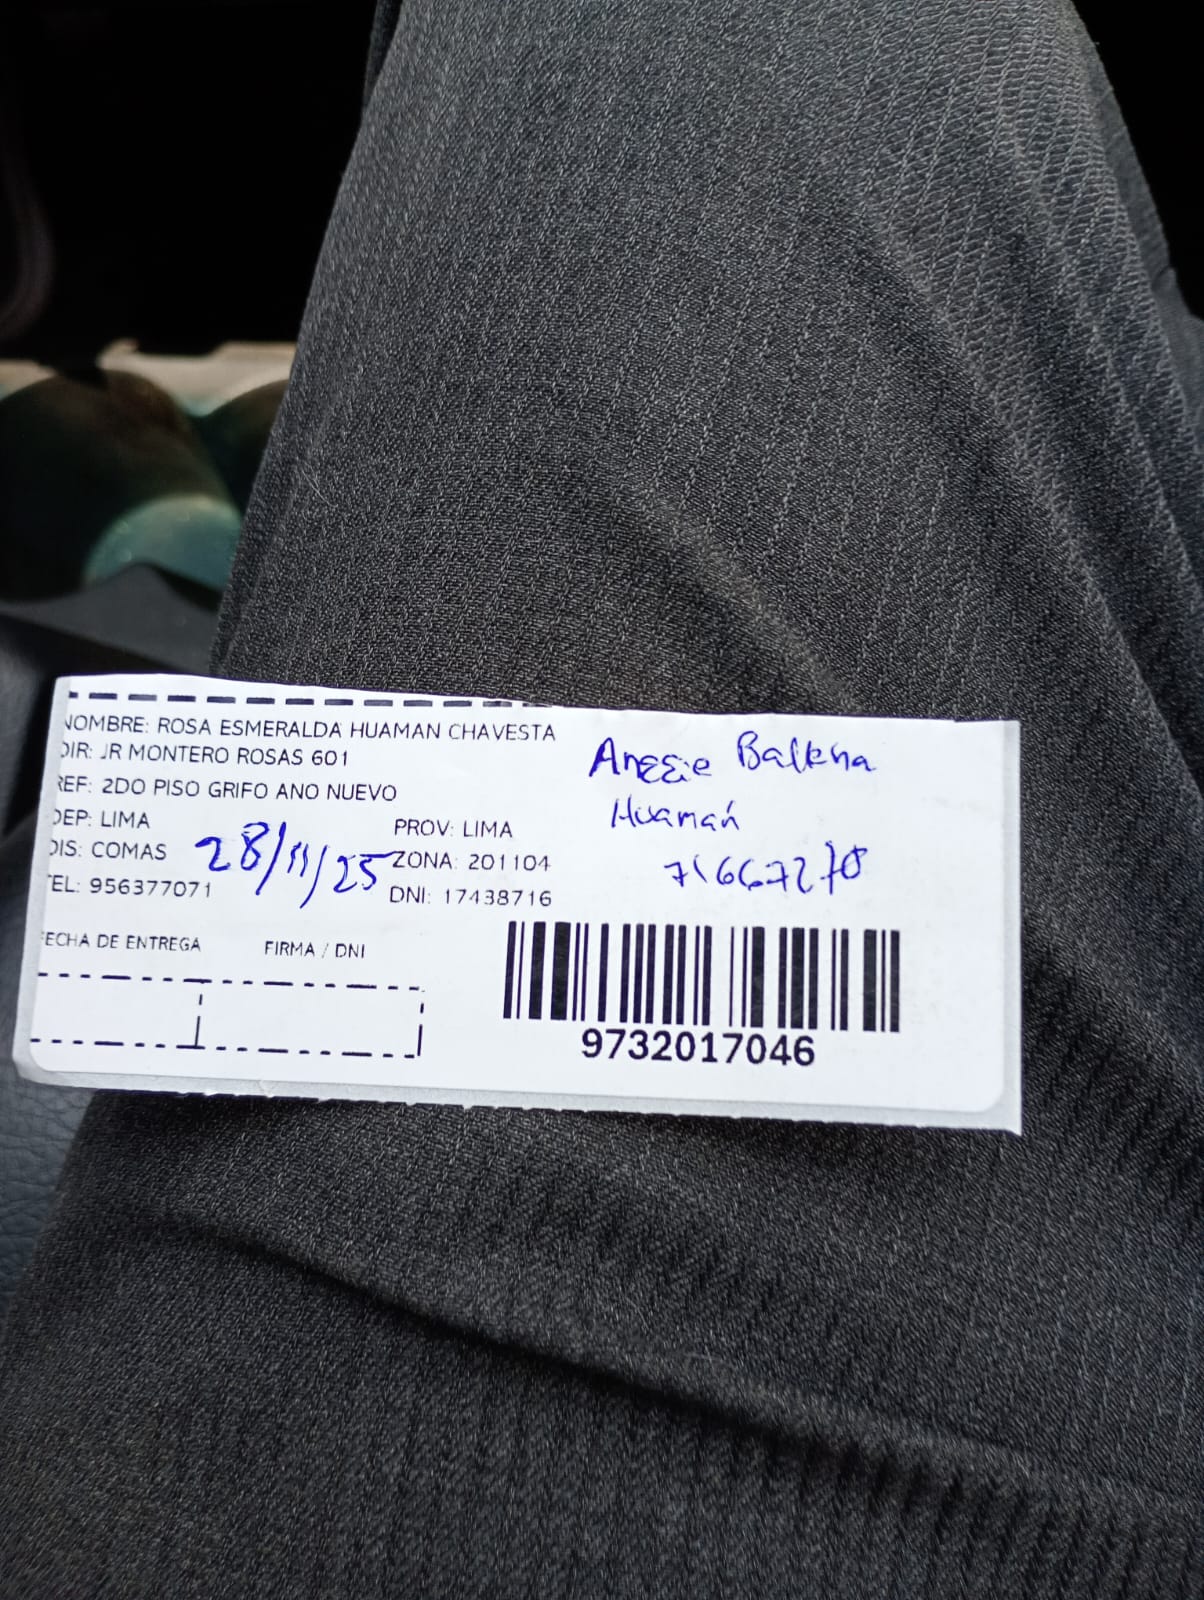 NOMBRE: ROSA ESMERALDA HUAMAN CHAVESTA
DIR: JR MONTERO ROSAS 601
REF: 2DO PISO GRIFO ANO NUEVO
DEP: LIMA PROV: LIMA
DIS: COMAS ZONA: 201104
TEL: 956377071 DNI: 17438716
28/11/25
FECHA DE ENTREGA FIRMA / DNI
Huamán
9732017046